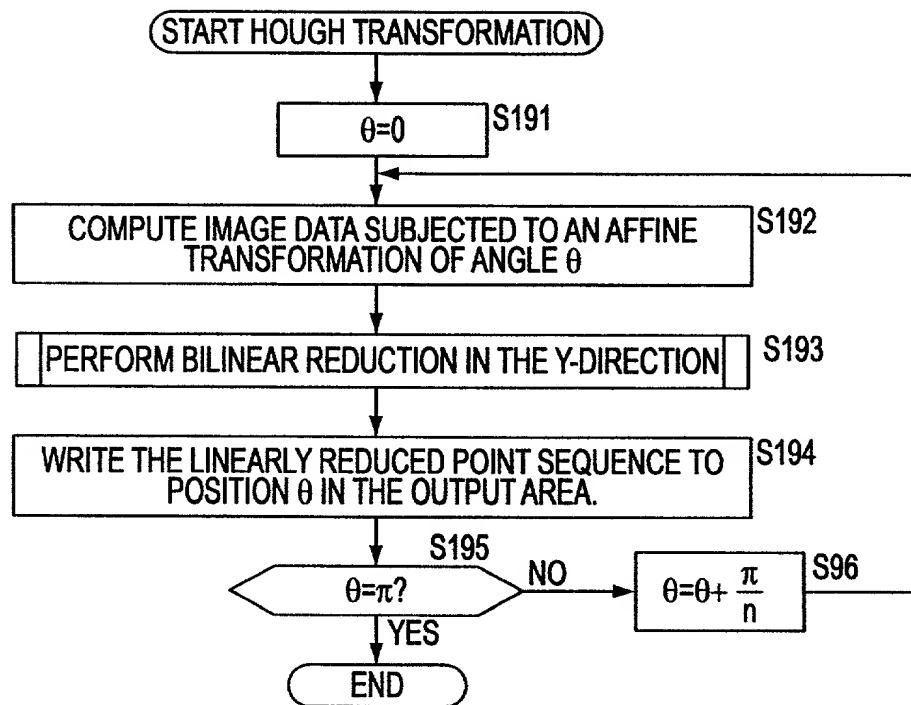 START HOUGH TRANSFORMATION
θ=0
S191
COMPUTE IMAGE DATA SUBJECTED TO AN AFFINE
TRANSFORMATION OF ANGLE θ
S192
PERFORM BILINEAR REDUCTION IN THE Y-DIRECTION
S193
WRITE THE LINEARLY REDUCED POINT SEQUENCE TO
POSITION θ IN THE OUTPUT AREA.
S194
S195
θ=π?
NO
θ=θ+ π/n
S96
YES
END